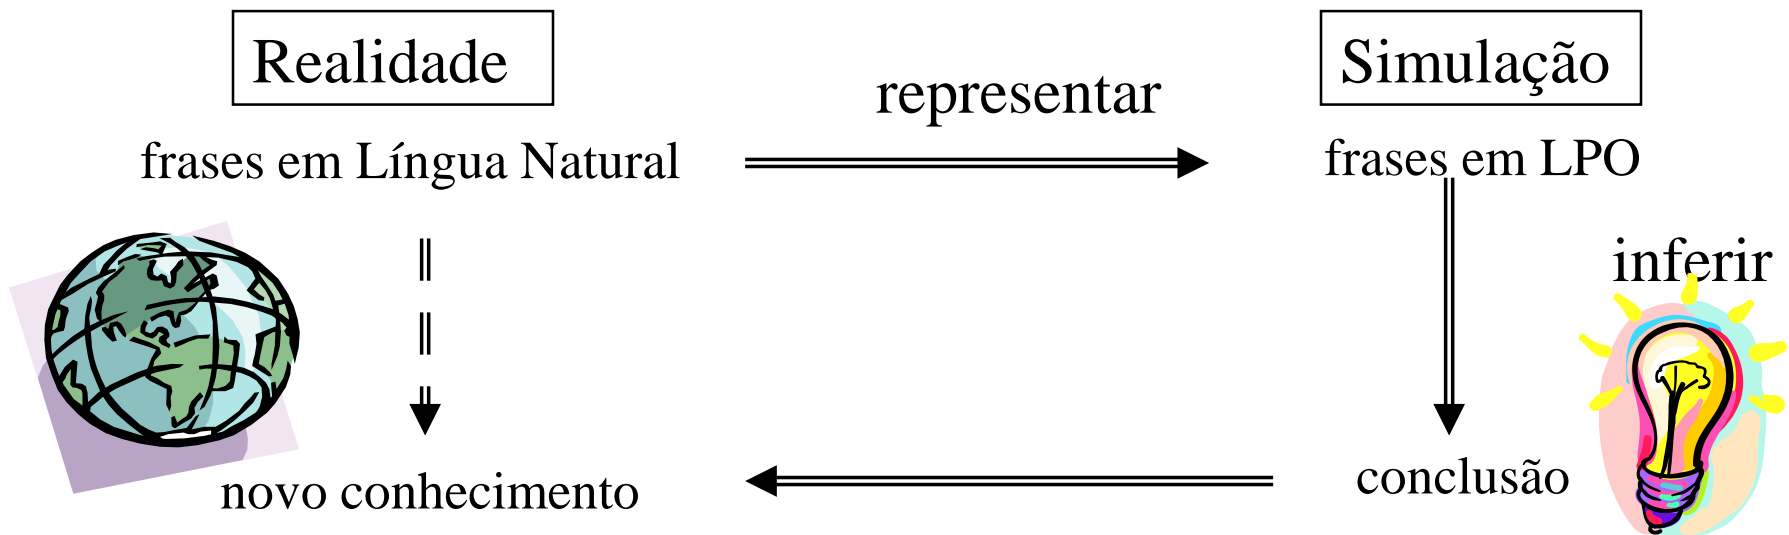 Realidade
Simulação
representar
frases em Língua Natural
frases em LPO
inferir
novo conhecimento
conclusão